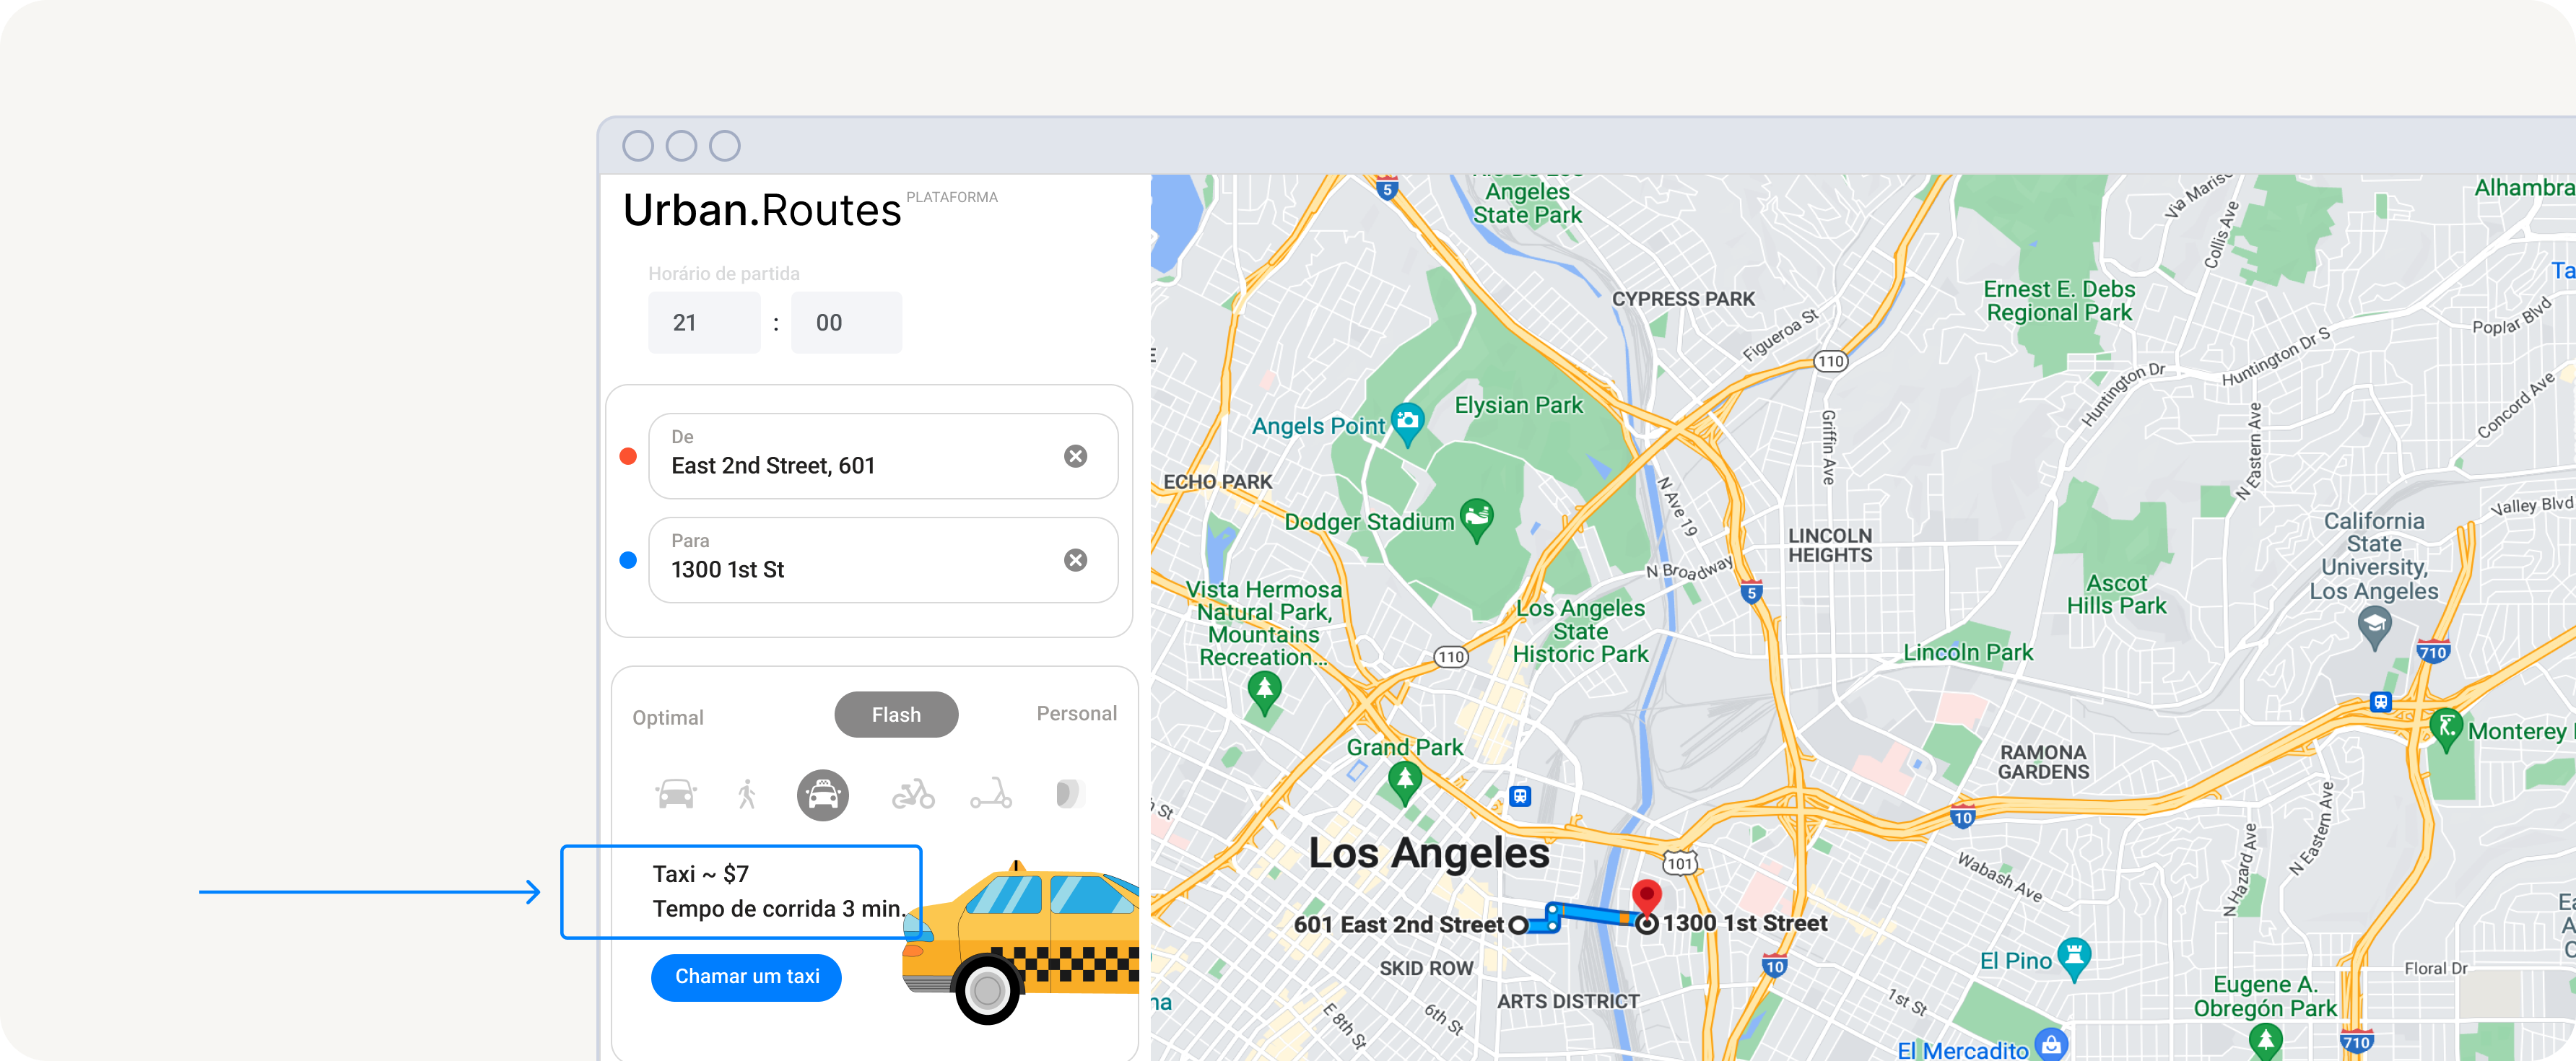 Urban.Routes PLATAFORMA
Horário de partida
21 : 00
De
East 2nd Street, 601
Para
1300 1st St
Optimal Flash Personal
Taxi ~ $7
Tempo de corrida 3 min.
Chamar um taxi
5
Angeles
State Park
Via Marisol
Collis Ave
Alhambra
Ta
CYPRESS PARK
Figueroa St
110
Ernest E. Debs
Regional Park
Huntington Dr S
Huntington Dr
Poplar Blvd
Concord Ave
Elysian Park
Angels Point
Griffin Ave
N Eastern Ave
ECHO PARK
Dodger Stadium
N Ave 19
LINCOLN
HEIGHTS
N Broadway
Valley Blvd
California
State
University,
Los Angeles
Vista Hermosa
Natural Park,
Mountains
Recreation...
5
Los Angeles
State
Historic Park
Ascot
Hills Park
110
Lincoln Park
710
Grand Park
RAMONA
GARDENS
Monterey
h St
10
Los Angeles
101
Wabash Ave
N Hazard Ave
N Eastern Ave
601 East 2nd Street
1300 1st Street
SKID ROW
10
El Pino
Floral Dr
na
ARTS DISTRICT
E 8th St
6th St
1st St
Eugene A.
Obregón Park
El Mercadito
710